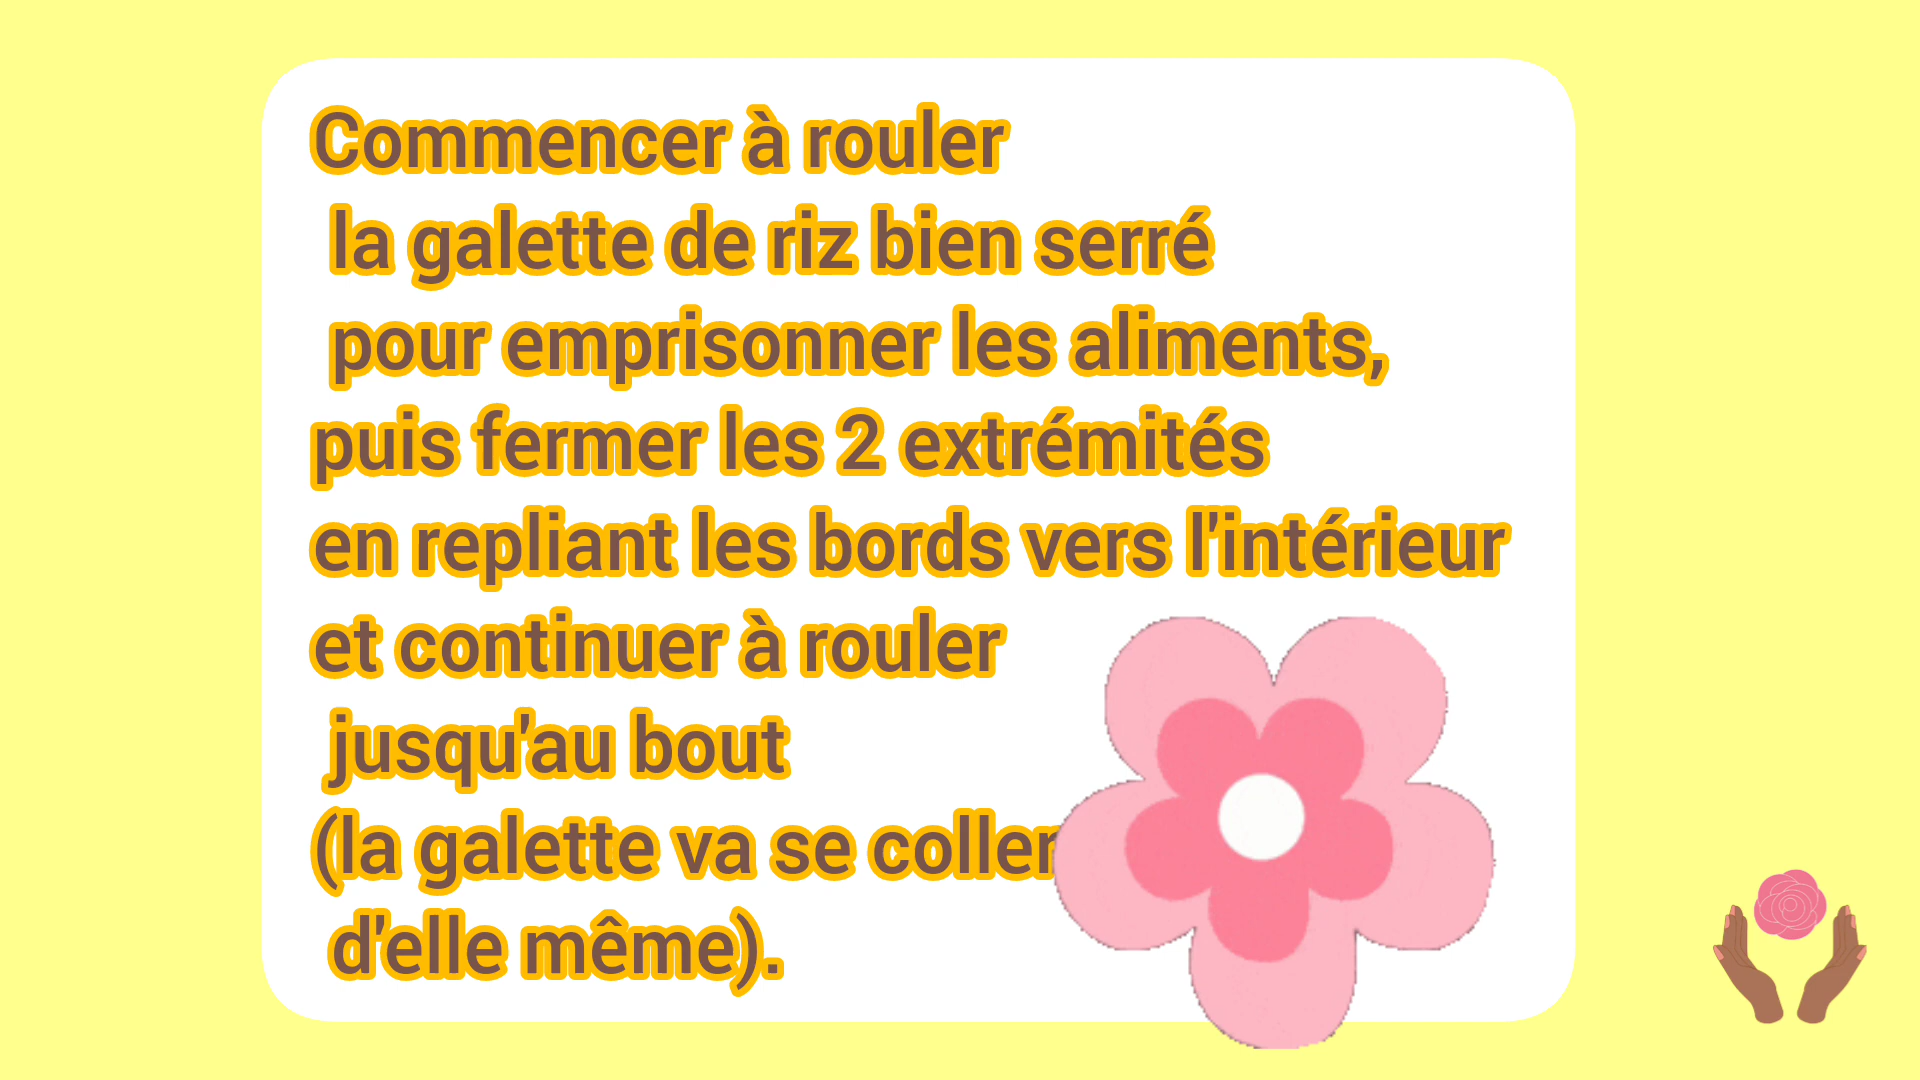 Commencer à rouler
la galette de riz bien serré
pour emprisonner les aliments,
puis fermer les 2 extrémités
en repliant les bords vers l'intérieur
et continuer à rouler
jusqu'au bout
(la galette va se coller
d'elle même).